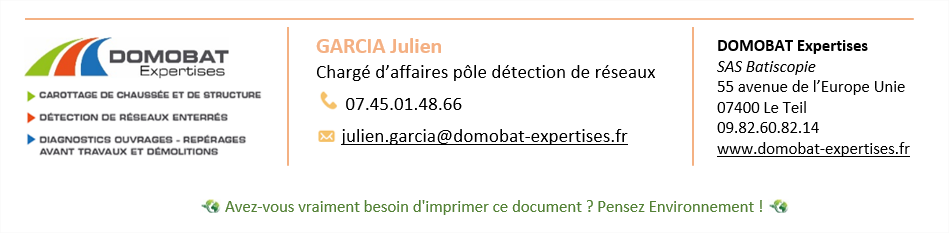 DOMOBAT
Expertises
CAROTTAGE DE CHAUSSÉE ET DE STRUCTURE
DÉTECTION DE RÉSEAUX ENTERRÉS
DIAGNOSTICS OUVRAGES - REPÉRAGES
AVANT TRAVAUX ET DÉMOLITIONS
GARCIA Julien
Chargé d’affaires pôle détection de réseaux
07.45.01.48.66
julien.garcia@domobat-expertises.fr
DOMOBAT Expertises
SAS Batiscopie
55 avenue de l’Europe Unie
07400 Le Teil
09.82.60.82.14
www.domobat-expertises.fr
Avez-vous vraiment besoin d'imprimer ce document ? Pensez Environnement !